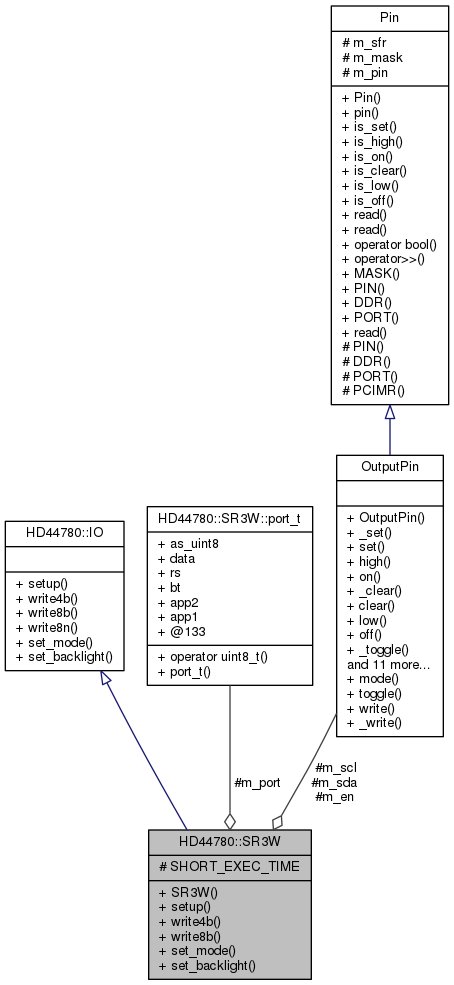 Pin
# m_sfr
# m_mask
# m_pin
+ Pin()
+ pin()
+ is_set()
+ is_high()
+ is_on()
+ is_clear()
+ is_low()
+ is_off()
+ read()
+ read()
+ operator bool()
+ operator>>()
+ MASK()
+ PIN()
+ DDR()
+ PORT()
+ read()
# PIN()
# DDR()
# PORT()
# PCIMR()
OutputPin
+ OutputPin()
+ _set()
+ set()
+ high()
+ on()
+ _clear()
+ clear()
+ low()
+ off()
+ _toggle()
and 11 more...
+ mode()
+ toggle()
+ write()
+ _write()
HD44780::SR3W::port_t
+ as_uint8
+ data
+ rs
+ bt
+ app2
+ app1
+ @133
+ operator uint8_t()
+ port_t()
HD44780::IO
+ setup()
+ write4b()
+ write8b()
+ write8n()
+ set_mode()
+ set_backlight()
#m_port
#m_scl
#m_sda
#m_en
HD44780::SR3W
# SHORT_EXEC_TIME
+ SR3W()
+ setup()
+ write4b()
+ write8b()
+ set_mode()
+ set_backlight()